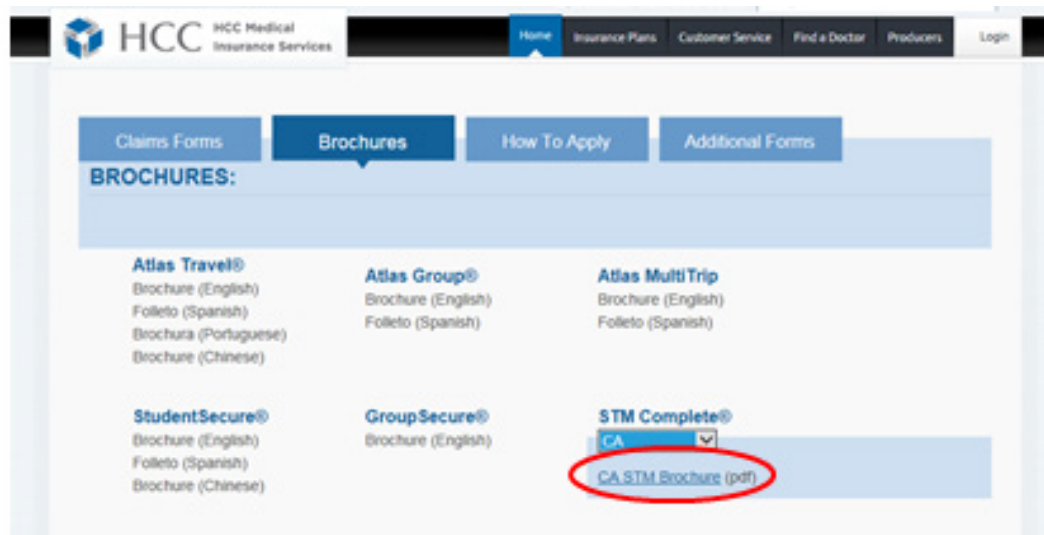 HCC HCC Medical Insurance Services
Home Insurance Plans Customer Service Find a Doctor Producers Login
Claims Forms Brochures How To Apply Additional Forms
BROCHURES:
Atlas Travel®
Brochure (English)
Folleto (Spanish)
Brochura (Portuguese)
Brochure (Chinese)
Atlas Group®
Brochure (English)
Folleto (Spanish)
Atlas MultiTrip
Brochure (English)
Folleto (Spanish)
StudentSecure®
Brochure (English)
Folleto (Spanish)
Brochure (Chinese)
GroupSecure®
Brochure (English)
STM Complete®
CA
CA STM Brochure (pdf)